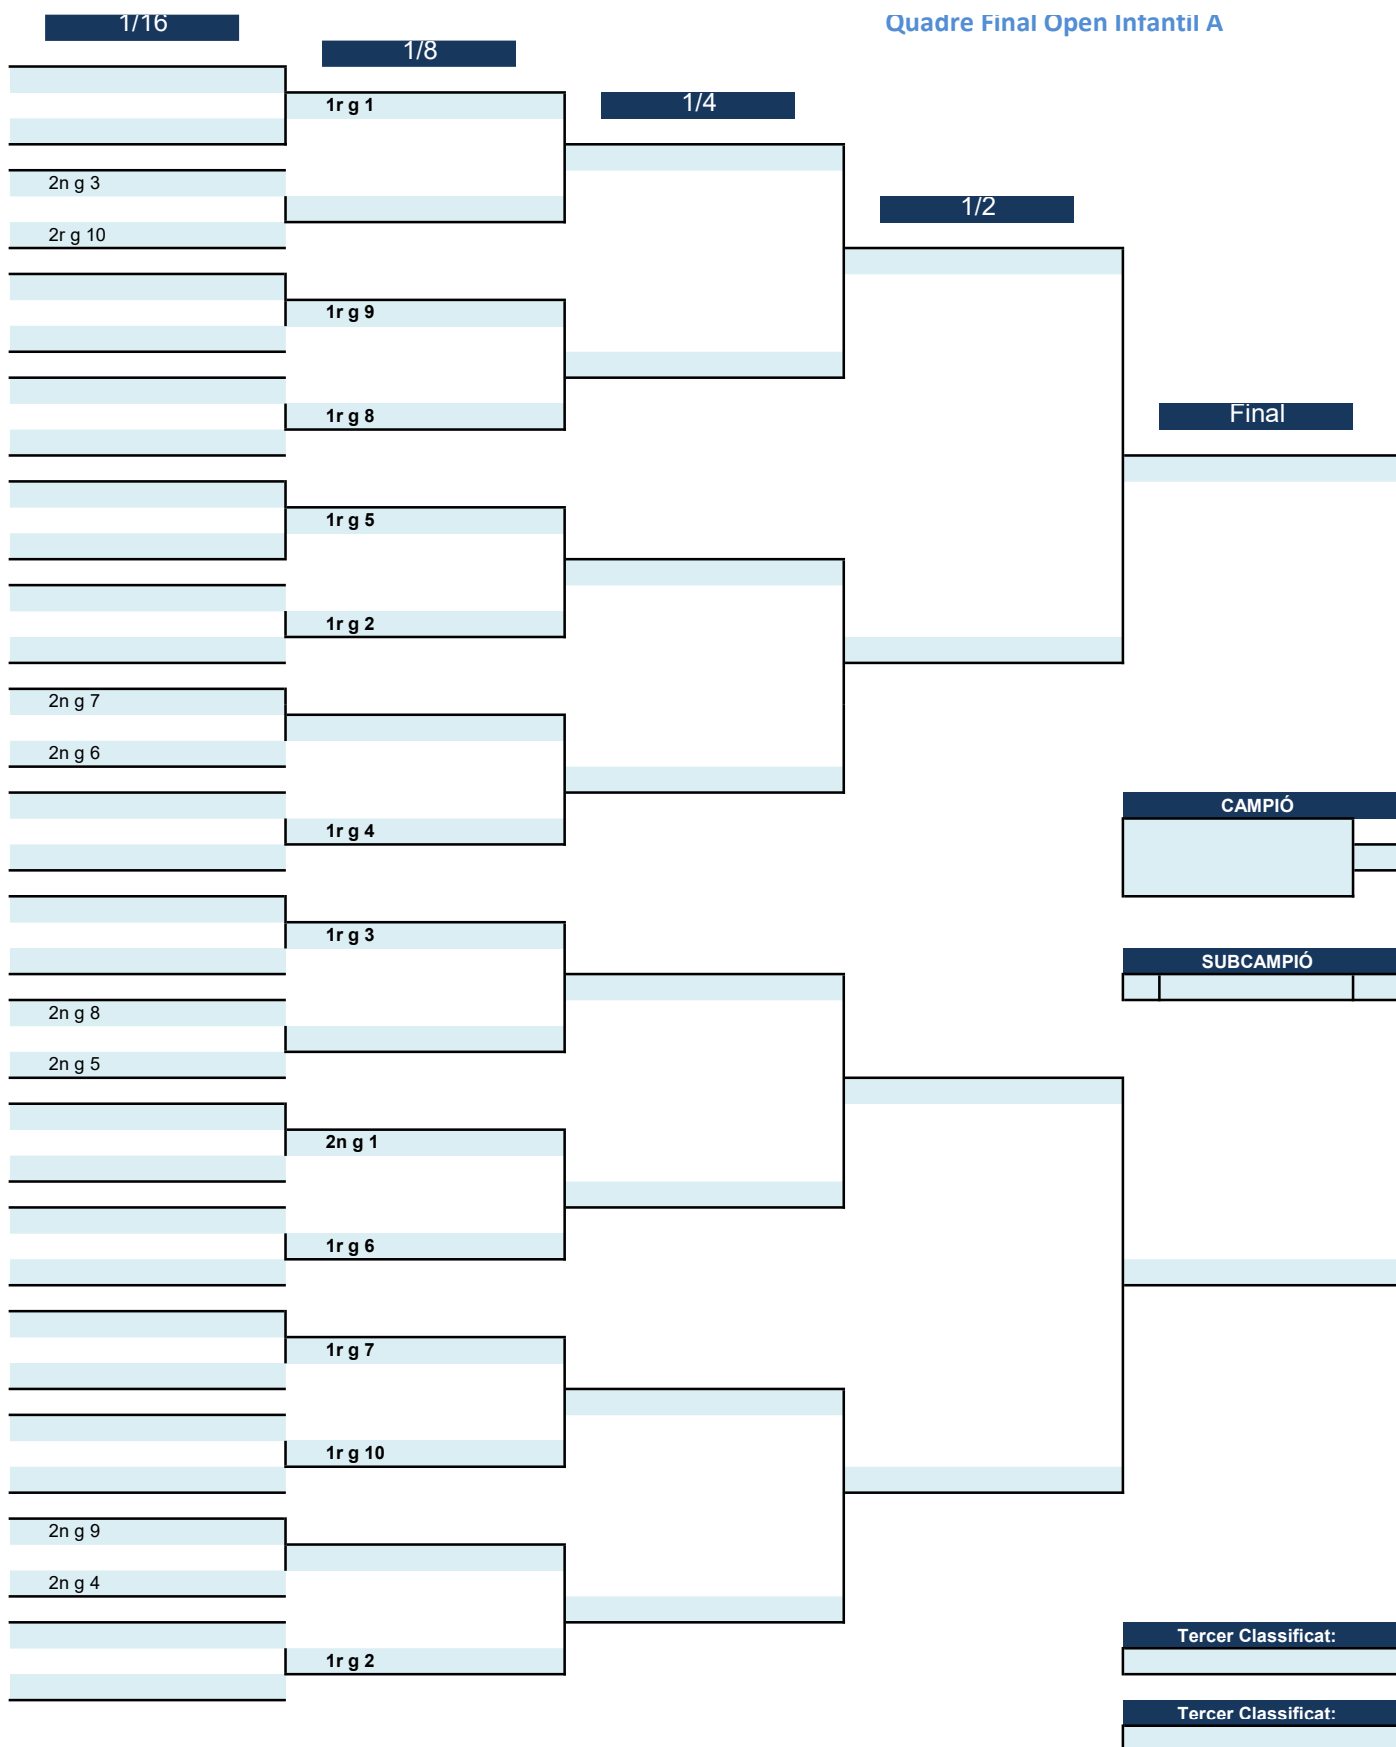 1/16
Quadre Final Open Infantil A
1/8
1r g 1
1/4
2n g 3
1/2
2r g 10
1r g 9
1r g 8
Final
1r g 5
1r g 2
2n g 7
2n g 6
CAMPIÓ
1r g 4
1r g 3
SUBCAMPIÓ
2n g 8
2n g 5
2n g 1
1r g 6
1r g 7
1r g 10
2n g 9
2n g 4
Tercer Classificat:
1r g 2
Tercer Classificat: